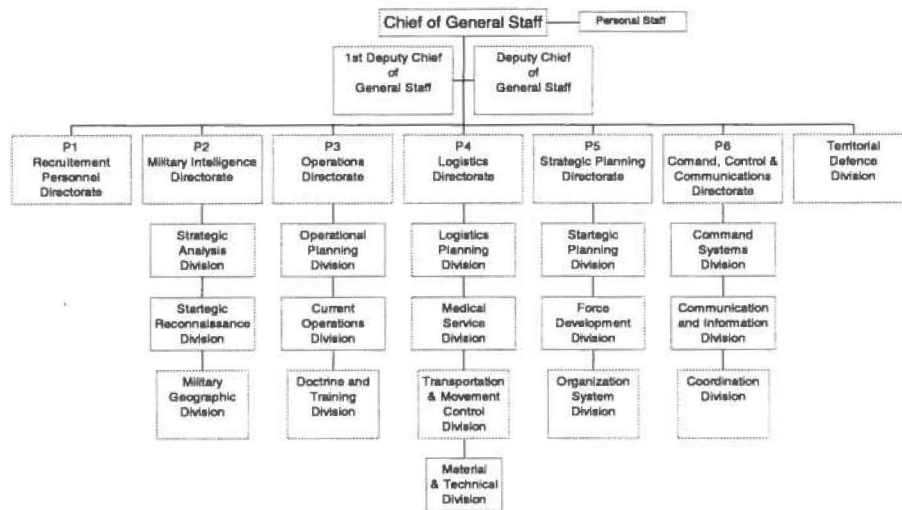 Chief of General Staff
Personal Staff
1st Deputy Chief
of
General Staff
Deputy Chief
of
General Staff
P1
Recruitement
Personnel
Directorate
P2
Military Intelligence
Directorate
P3
Operations
Directorate
P4
Logistics
Directorate
P5
Strategic Planning
Directorate
P6
Comand, Control &
Communications
Directorate
Territorial
Defence
Division
Strategic
Analysis
Division
Operational
Planning
Division
Logistics
Planning
Division
Startegic
Planning
Division
Command
Systems
Division
Startegic
Reconnaissance
Division
Current
Operations
Division
Medical
Service
Division
Force
Development
Division
Communication
and Information
Division
Military
Geographic
Division
Doctrine and
Training
Division
Transportation
& Movement
Control
Division
Organization
System
Division
Coordination
Division
Material
& Technical
Division